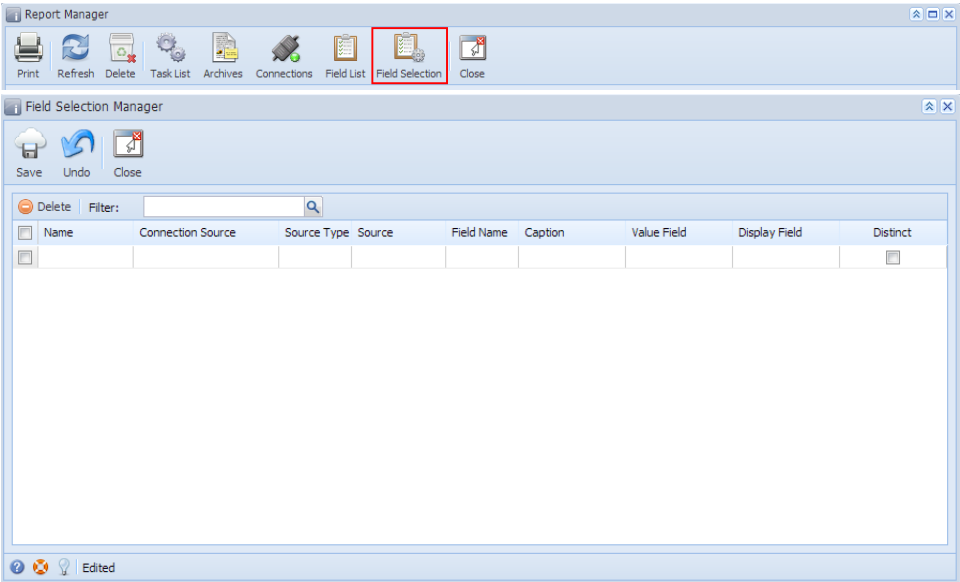 Report Manager
Print Refresh Delete Task List Archives Connections Field List Field Selection Close
Field Selection Manager
Save Undo Close
Delete Filter:
Name Connection Source Source Type Source Field Name Caption Value Field Display Field Distinct
Edited